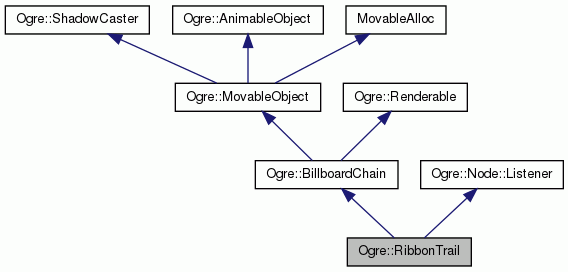 Ogre::ShadowCaster
Ogre::AnimableObject
MovableAlloc
Ogre::MovableObject
Ogre::Renderable
Ogre::BillboardChain
Ogre::Node::Listener
Ogre::RibbonTrail